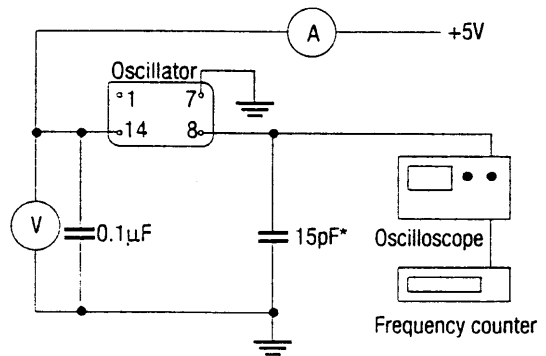 A
+5V
Oscillator
1 7
14 8
V
0.1µF
15pF*
Oscilloscope
Frequency counter